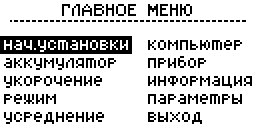 ГЛАВНОЕ МЕНЮ
нач.установки компьютер
аккумулятор прибор
укорочение информация
режим параметры
усреднение выход